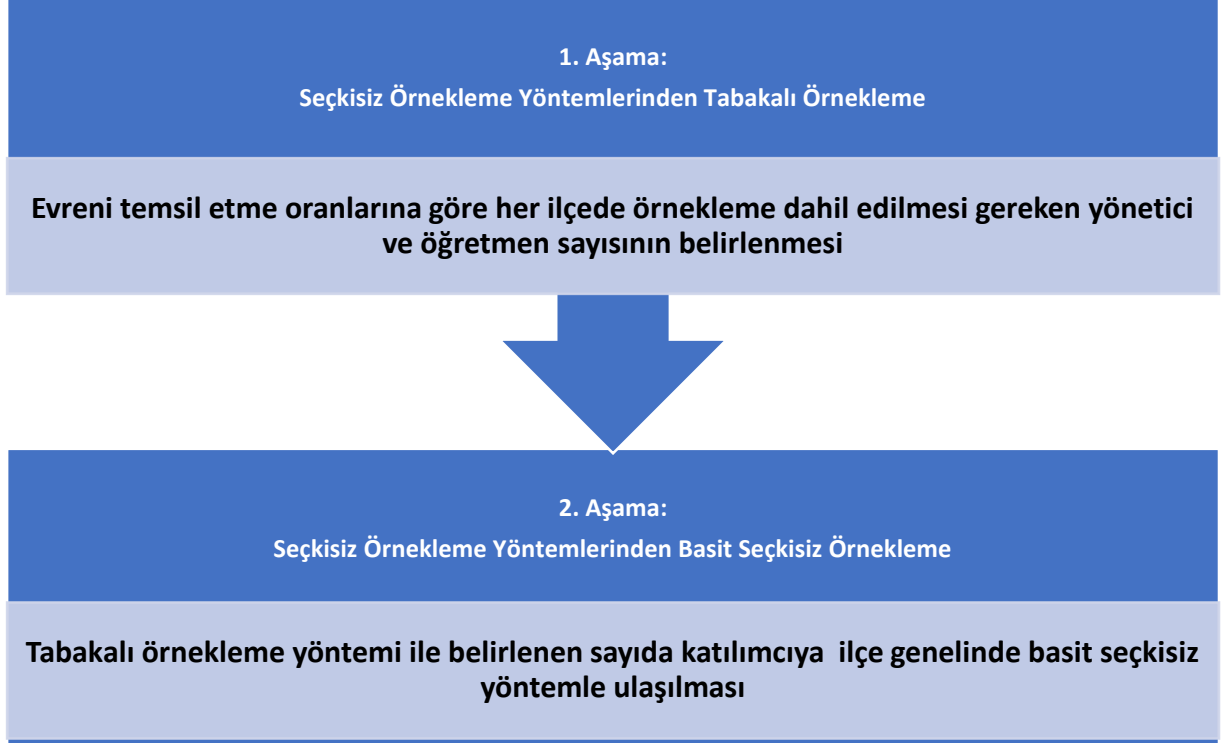 1. Aşama:
Seçkisiz Örnekleme Yöntemlerinden Tabakalı Örnekleme
Evreni temsil etme oranlarına göre her ilçede örnekleme dahil edilmesi gereken yönetici
ve öğretmen sayısının belirlenmesi
2. Aşama:
Seçkisiz Örnekleme Yöntemlerinden Basit Seçkisiz Örnekleme
Tabakalı örnekleme yöntemi ile belirlenen sayıda katılımcıya ilçe genelinde basit seçkisiz
yöntemle ulaşılması